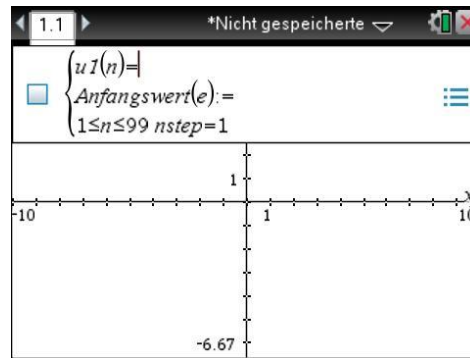 1.1
*Nicht gespeicherte
u1(n)=
Anfangswert(e):=
1≤n≤99 nstep=1
1
x
-10
1
10
-6.67